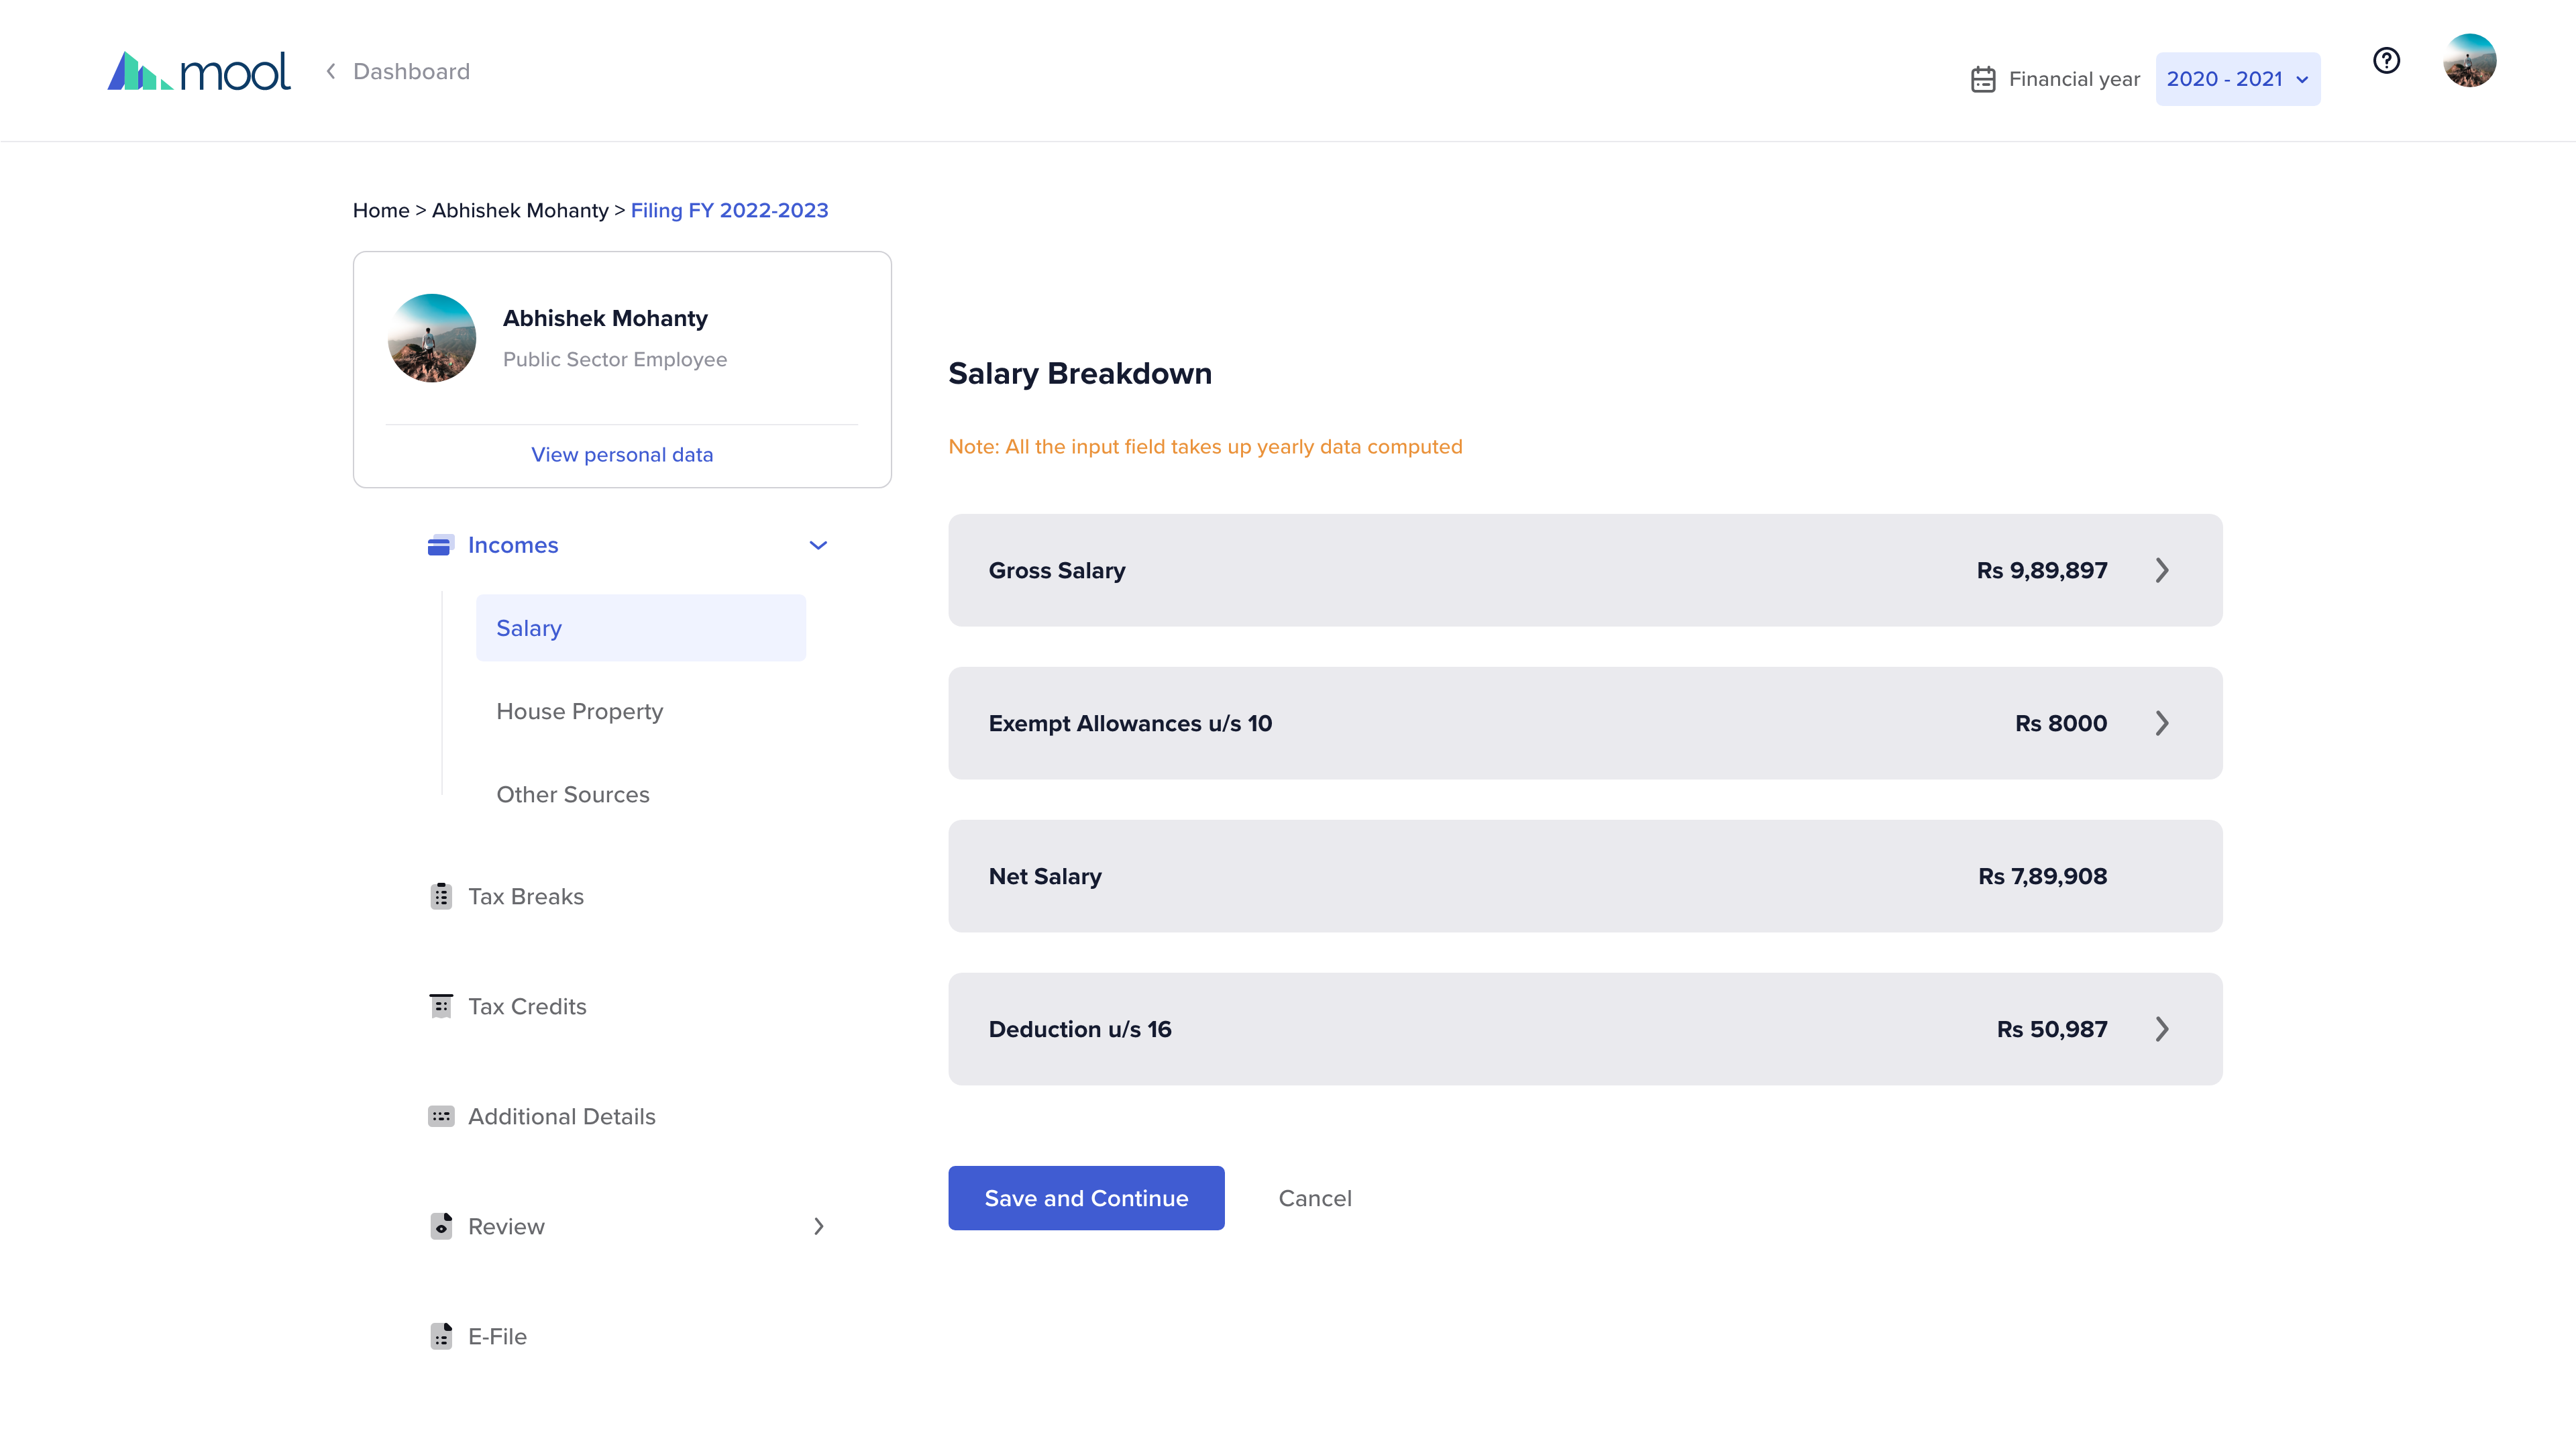 mool
Dashboard
Financial year
2020 - 2021
Home > Abhishek Mohanty > Filing FY 2022-2023
Abhishek Mohanty
Public Sector Employee
View personal data
Incomes
Salary
House Property
Other Sources
Tax Breaks
Tax Credits
Additional Details
Review
E-File
Salary Breakdown
Note: All the input field takes up yearly data computed
Gross Salary Rs 9,89,897
Exempt Allowances u/s 10 Rs 8000
Net Salary Rs 7,89,908
Deduction u/s 16 Rs 50,987
Save and Continue
Cancel